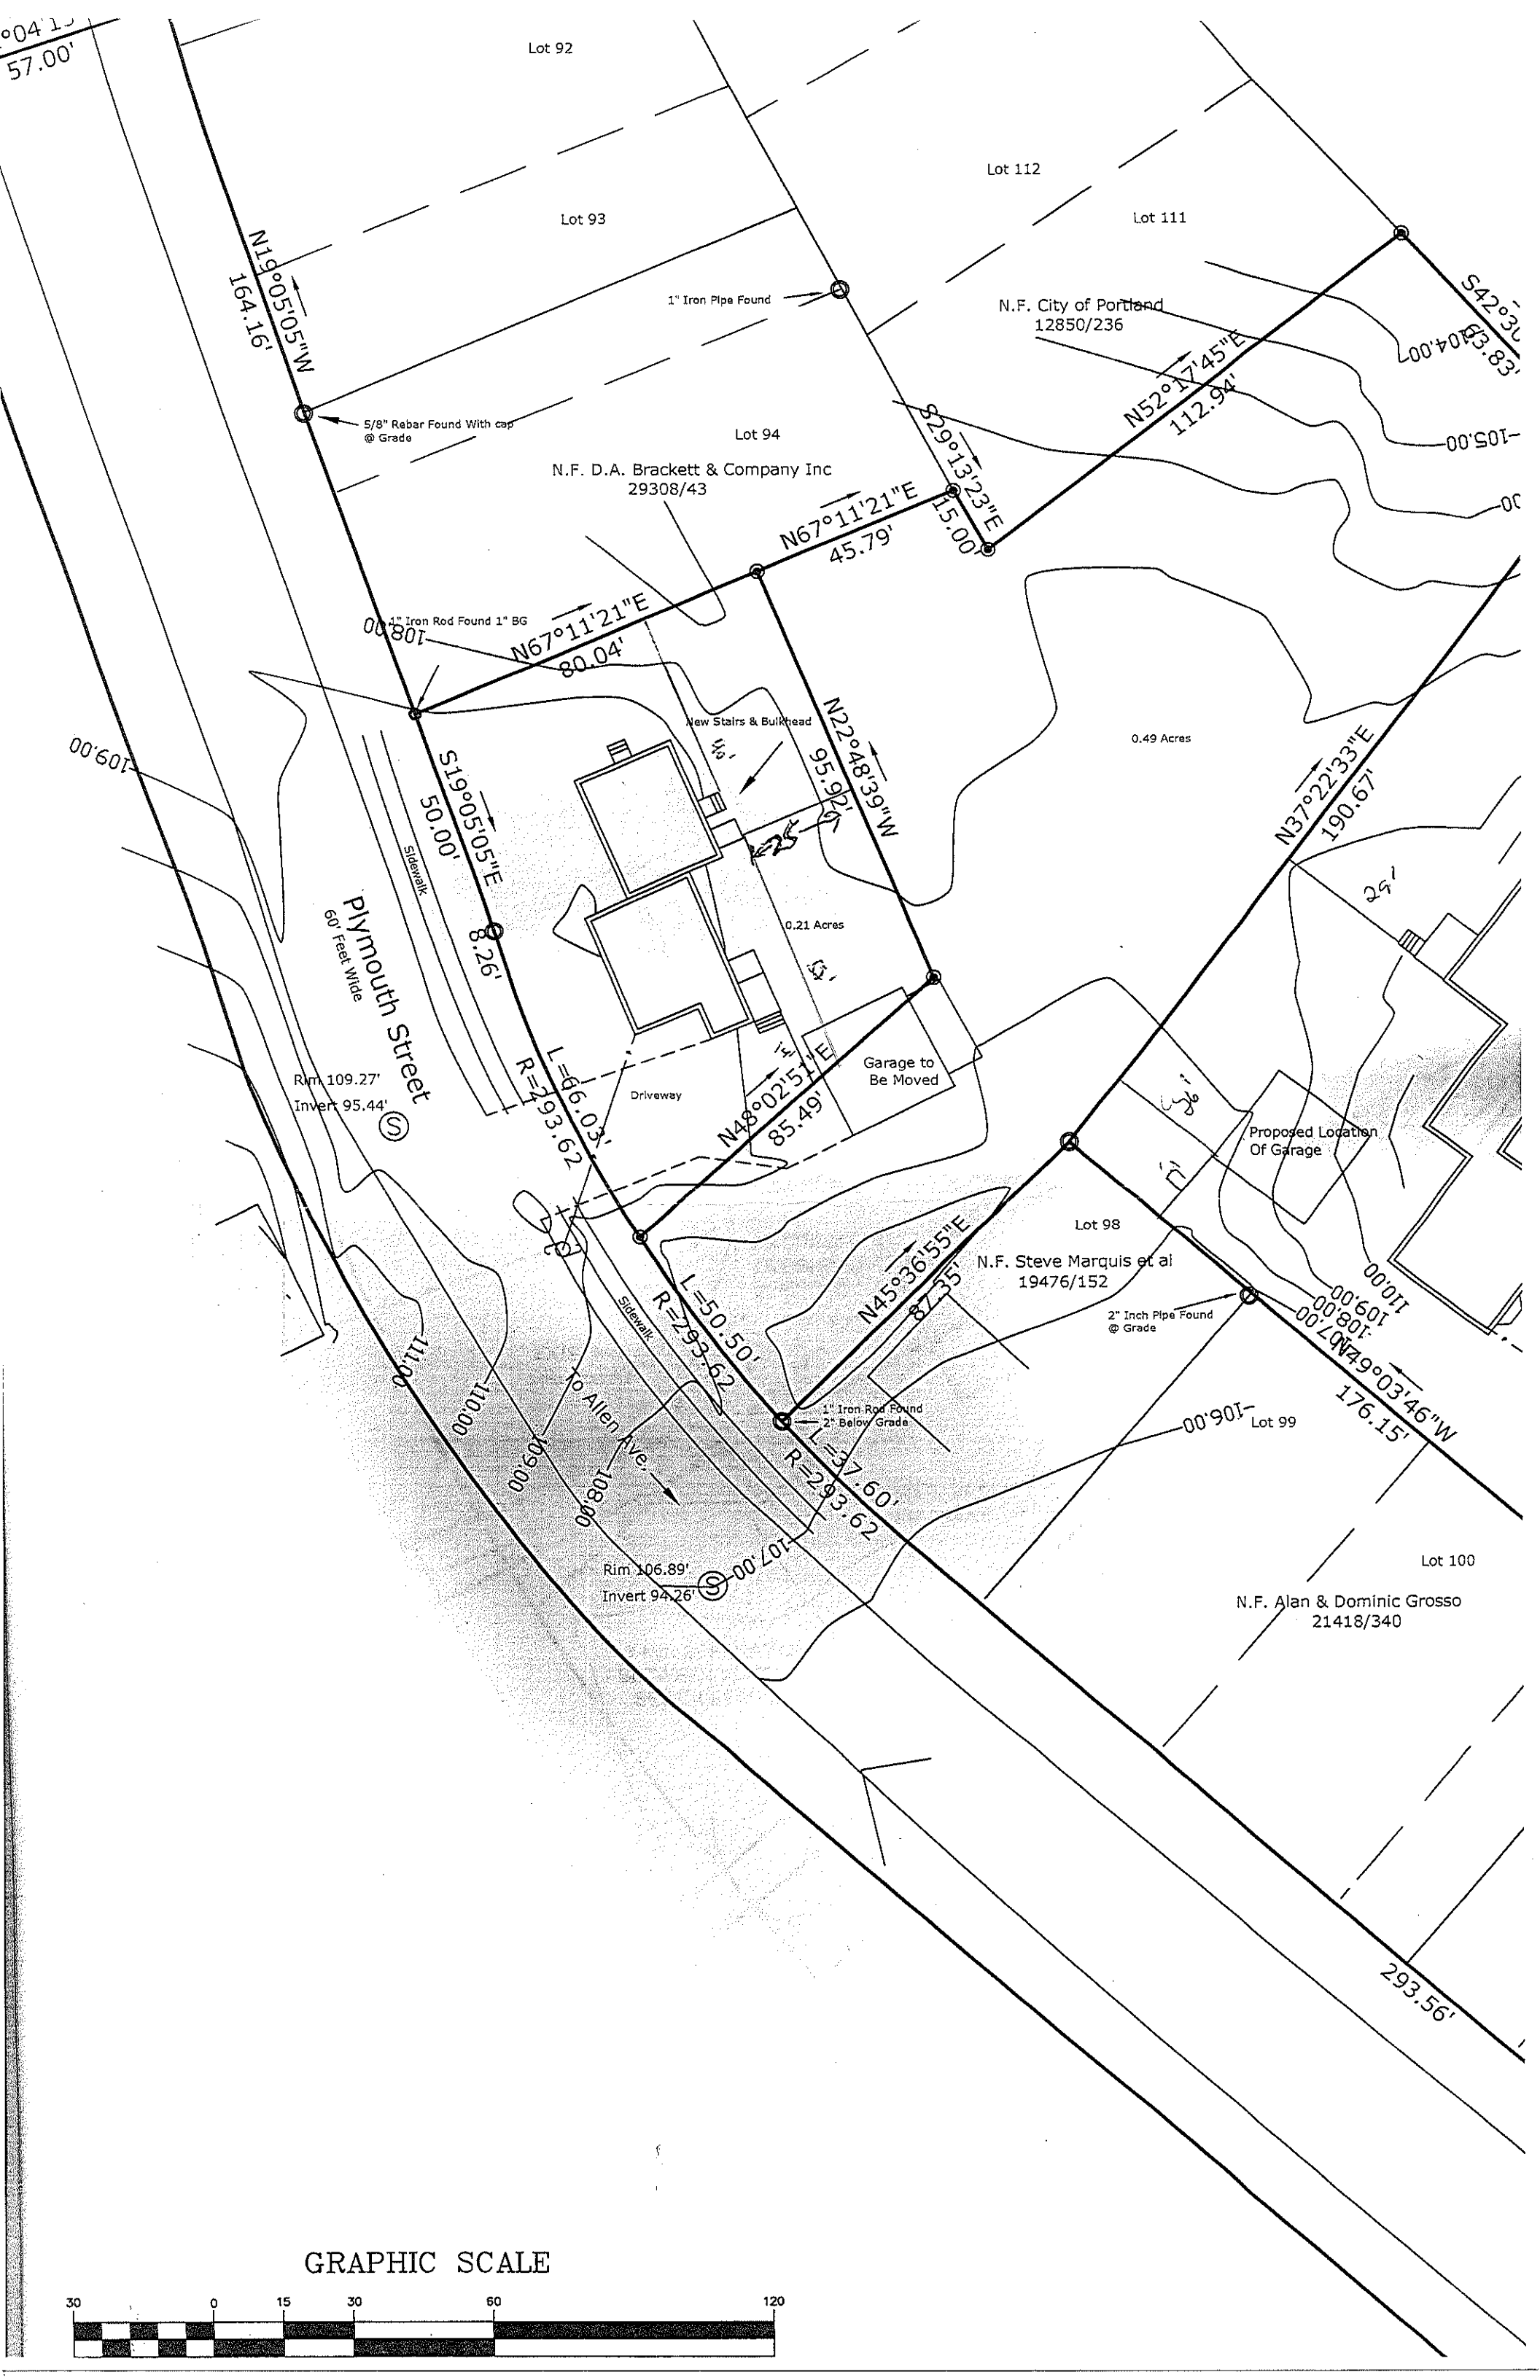 57.00'
Lot 92
Lot 112
Lot 111
Lot 93
N19°05'05"W
164.16'
1" Iron Pipe Found
N.F. City of Portland
12850/236
S42°3
63.83'
104.00
N52°17'45"E
112.94'
5/8" Rebar Found With cap
@ Grade
Lot 94
105.00
N.F. D.A. Brackett & Company Inc
29308/43
S29°13'23"E
15.00'
N67°11'21"E
45.79'
1" Iron Rod Found 1" BG
108.00
N67°11'21"E
80.04'
New Stairs & Bulkhead
0.49 Acres
109.00
S19°05'05"E
50.00'
N22°48'39"W
95.92'
N37°22'33"E
190.67'
Sidewalk
25
29'
Plymouth Street
60' Feet Wide
8.26'
0.21 Acres
L=66.03'
R=293.62
Garage to
Be Moved
Rim 109.27'
Invert 95.44'
S
Driveway
N48°02'51"E
85.49'
36'
Proposed Location
Of Garage
11'
Lot 98
N.F. Steve Marquis et al
19476/152
N45°36'55"E
87.35'
L=50.50'
R=293.62
Sidewalk
2" Inch Pipe Found
@ Grade
110.00
109.00
108.00
107.00
N49°03'46"W
176.15'
111.00
110.00
109.00
108.00
To Allen Ave,
1" Iron Rod Found
2" Below Grade
L=37.60'
R=293.62
106.00
Lot 99
107.00
Rim 106.89'
Invert 94.26'
S
Lot 100
N.F. Alan & Dominic Grosso
21418/340
293.56'
GRAPHIC SCALE
30 0 15 30 60 120